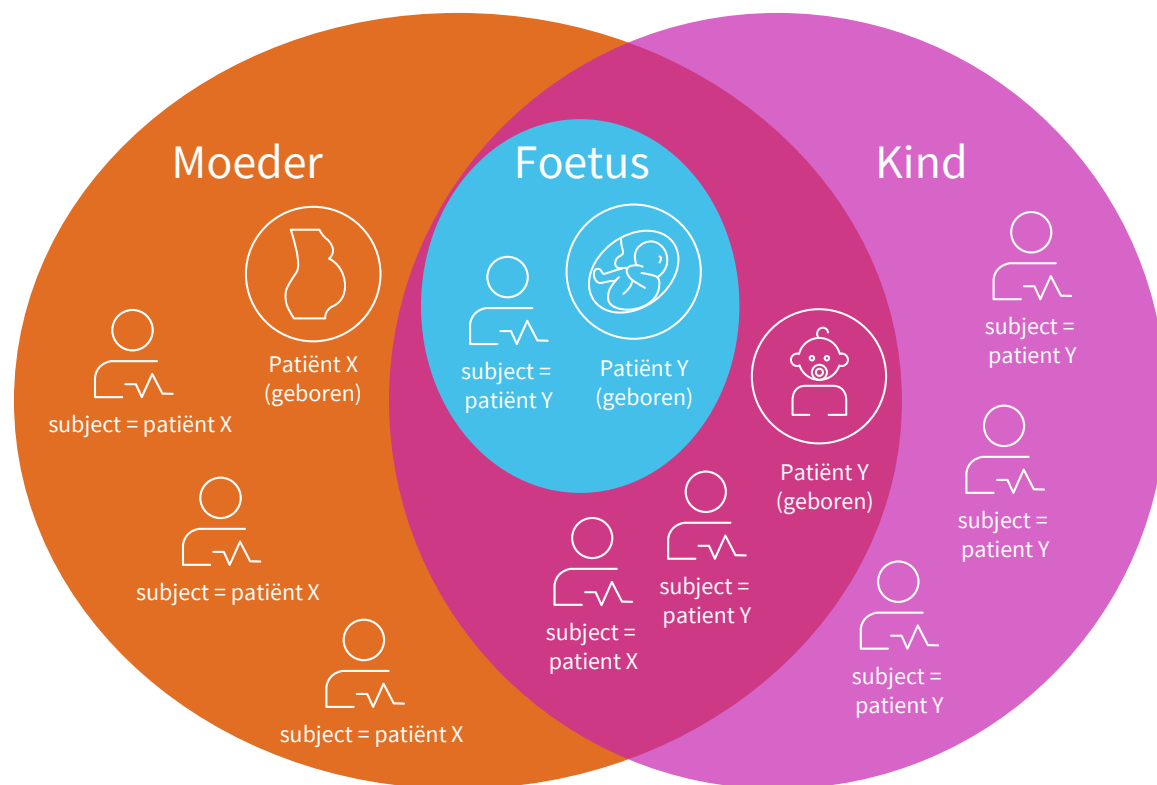 Moeder
Patiënt X
(geboren)
subject = patiënt X
subject = patiënt X
subject = patiënt X
Foetus
subject =
patiënt Y
Patiënt Y
(geboren)
subject =
patient X
subject =
patient Y
Patiënt Y
(geboren)
Kind
subject =
patient Y
subject =
patient Y
subject =
patient Y